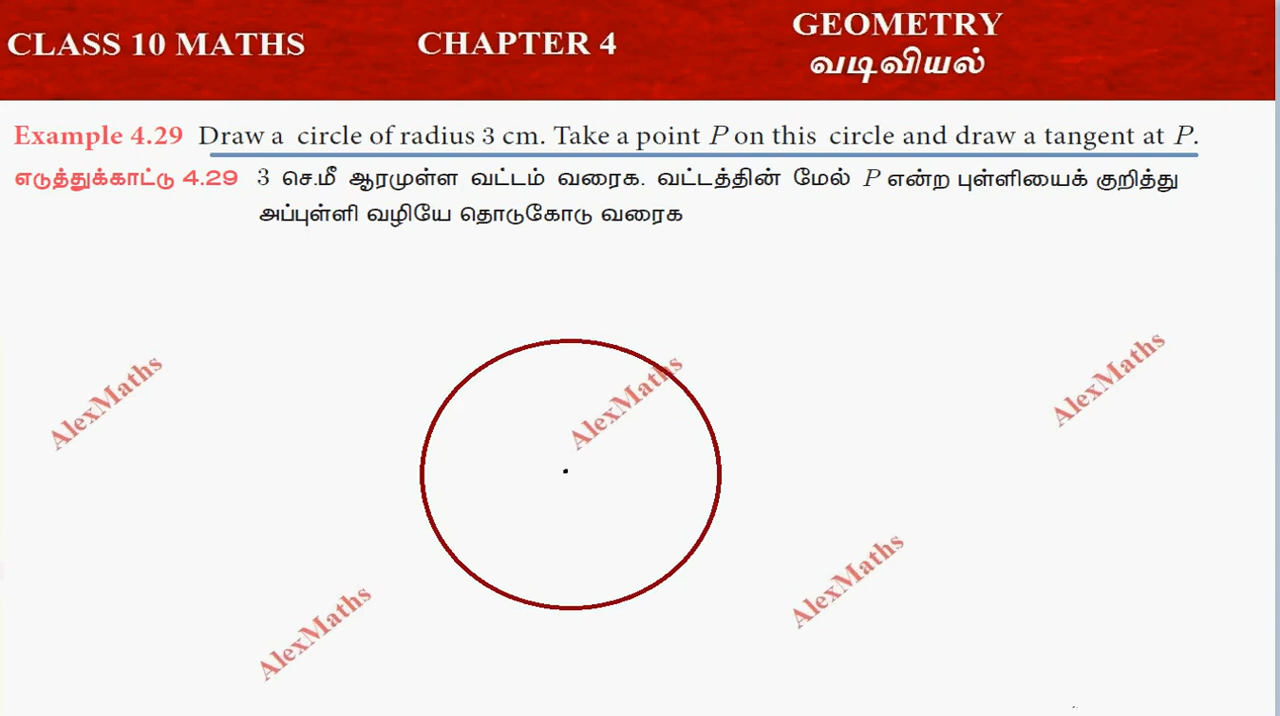 CLASS 10 MATHS CHAPTER 4 GEOMETRY
வடிவியல்
Example 4.29 Draw a circle of radius 3 cm. Take a point P on this circle and draw a tangent at P.
எடுத்துக்காட்டு 4.29 3 செ.மீ ஆரமுள்ள வட்டம் வரைக. வட்டத்தின் மேல் P என்ற புள்ளியைக் குறித்து
அப்புள்ளி வழியே தொடுகோடு வரைக
AlexMaths
AlexMaths
AlexMaths
AlexMaths
AlexMaths